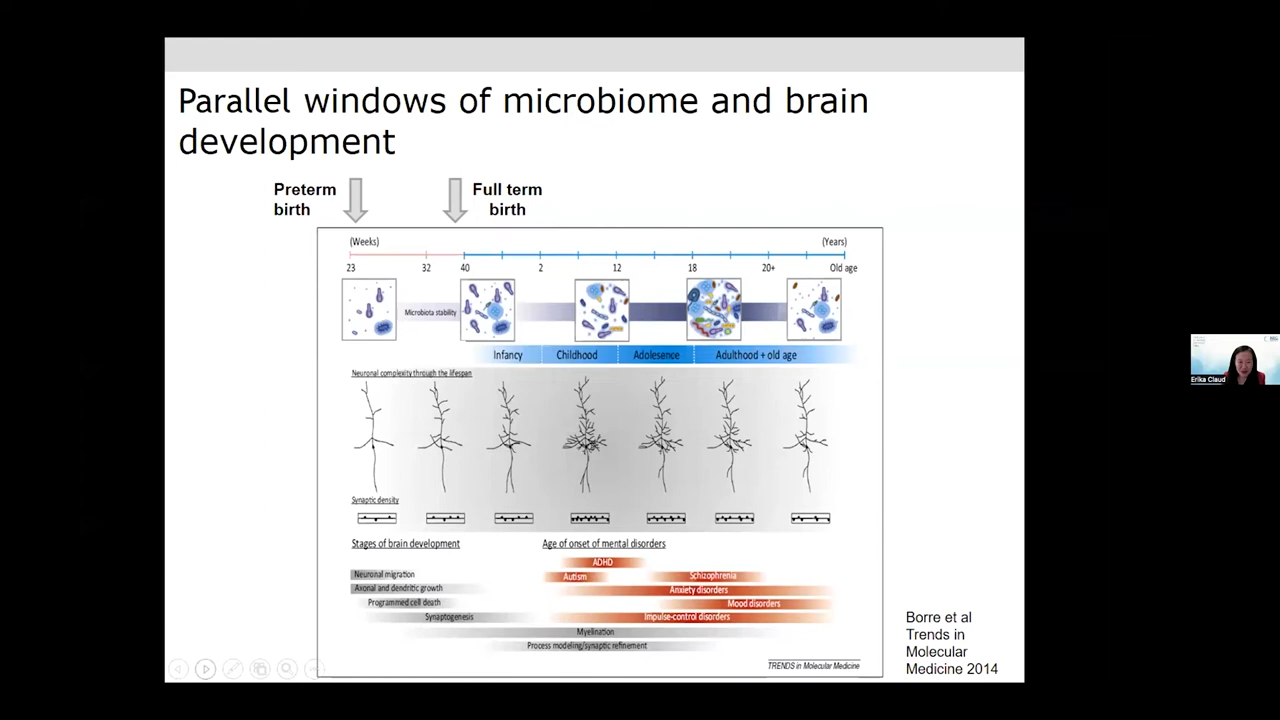 Parallel windows of microbiome and brain
development
Preterm
birth
Full term
birth
(Weeks)
(Years)
23
32
40
2
12
18
20+
Old age
Microbiota stability
Infancy
Childhood
Adolesence
Adulthood + old age
Neuronal complexity through the lifespan
Synaptic density
Stages of brain development
Age of onset of mental disorders
ADHD
Neuronal migration
Autism
Schizophrenia
Axonal and dendritic growth
Anxiety disorders
Programmed cell death
Mood disorders
Synaptogenesis
Impulse-control disorders
Myelination
Process modeling/synaptic refinement
TRENDS in Molecular Medicine
Borre et al
Trends in
Molecular
Medicine 2014
Erika Claud